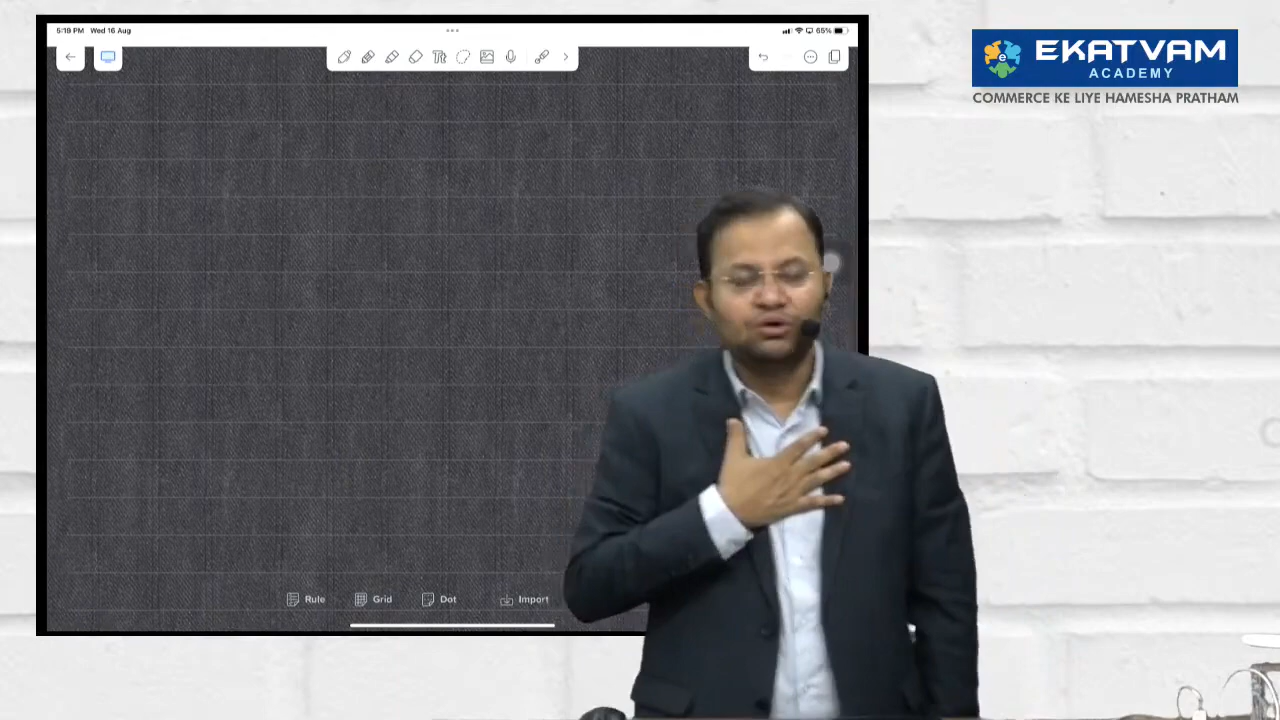 5:19 PM Wed 16 Aug
65%
EKATVAM
ACADEMY
COMMERCE KE LIYE HAMESHA PRATHAM
Rule Grid Dot Import